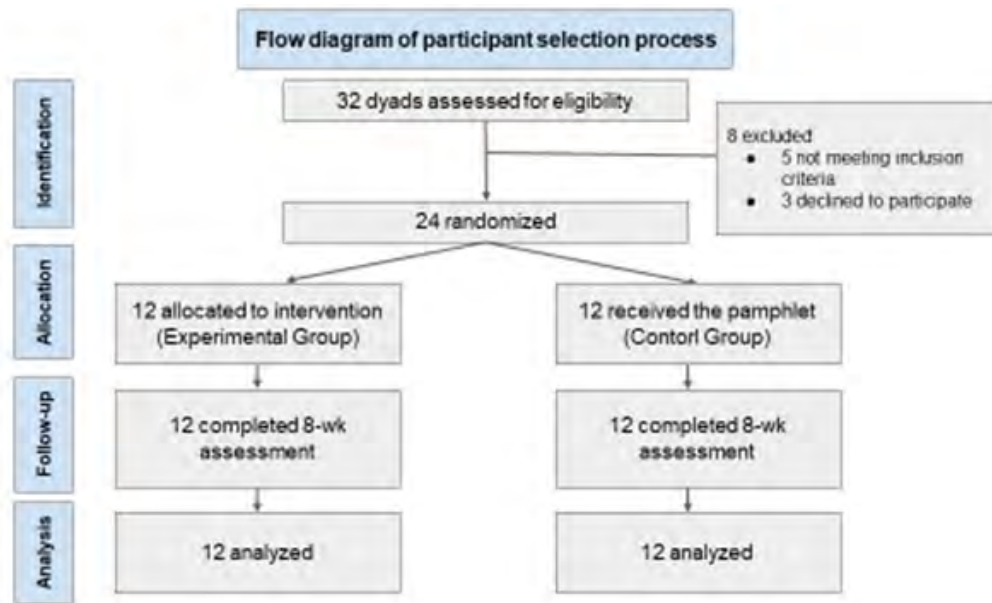 Flow diagram of participant selection process
Identification
32 dyads assessed for eligibility
8 excluded
● 5 not meeting inclusion
criteria
● 3 declined to participate
24 randomized
Allocation
12 allocated to intervention
(Experimental Group)
12 received the pamphlet
(Contorl Group)
Follow-up
12 completed 8-wk
assessment
12 completed 8-wk
assessment
Analysis
12 analyzed
12 analyzed